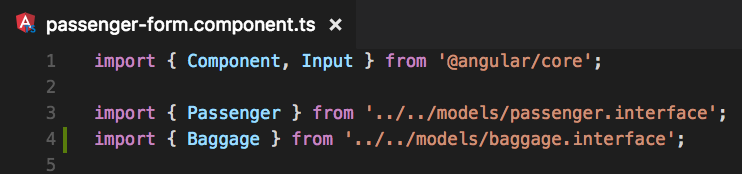 passenger-form.component.ts ×
1 import { Component, Input } from '@angular/core';
2
3 import { Passenger } from '../../models/passenger.interface';
4 import { Baggage } from '../../models/baggage.interface';
5